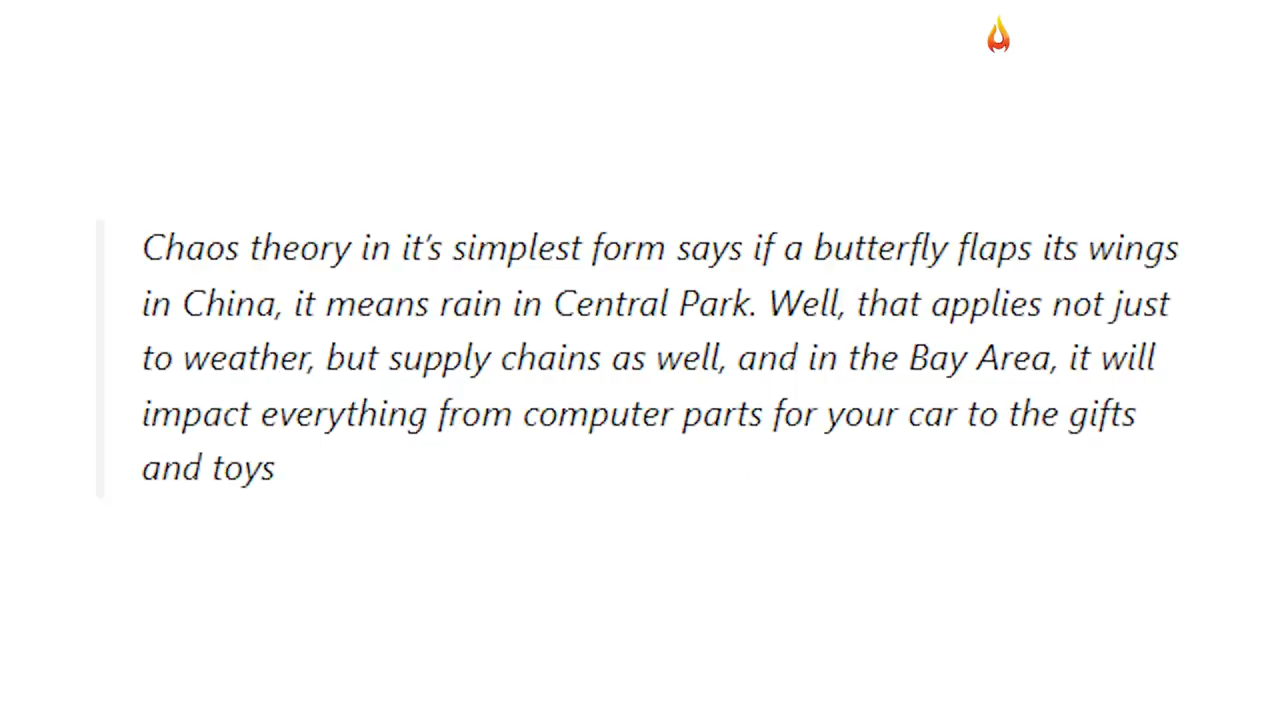 Chaos theory in it’s simplest form says if a butterfly flaps its wings
in China, it means rain in Central Park. Well, that applies not just
to weather, but supply chains as well, and in the Bay Area, it will
impact everything from computer parts for your car to the gifts
and toys